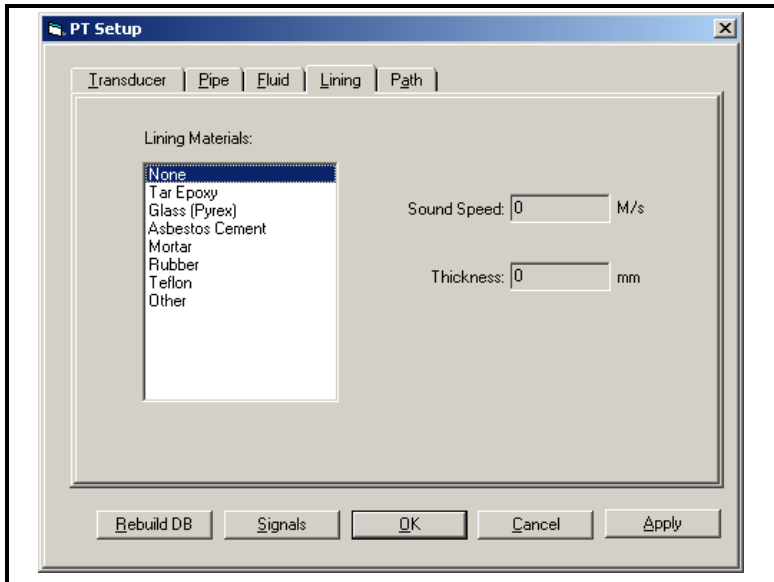 PT Setup
Transducer Pipe Fluid Lining Path
Lining Materials:
None
Tar Epoxy
Glass (Pyrex)
Asbestos Cement
Mortar
Rubber
Teflon
Other
Sound Speed: 0 M/s
Thickness: 0 mm
Rebuild DB Signals OK Cancel Apply